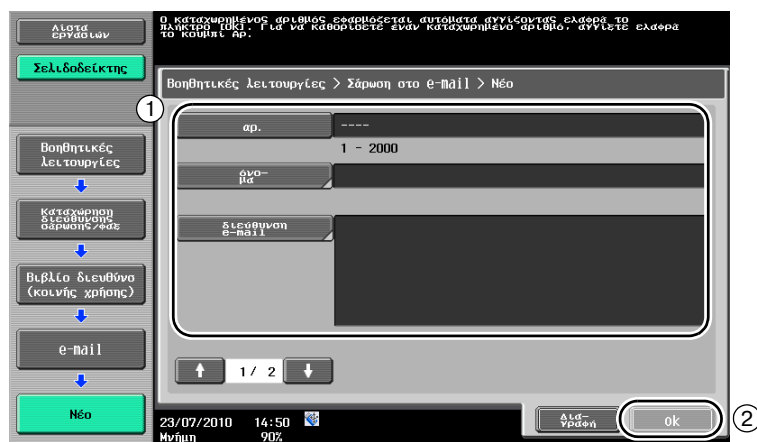 Λίστα
εργασιών
Ο καταχωρημένος αριθμός εφαρμόζεται αυτόματα αγγίζοντας ελαφρά το
πλήκτρο [OK]. Για να καθορίσετε έναν καταχωρημένο αριθμό, αγγίξτε ελαφρά
το κουμπί Αρ.
Σελιδοδείκτης
Βοηθητικές λειτουργίες > Σάρωση στο e-mail > Νέο
1
αρ.
----
1 - 2000
Βοηθητικές
λειτουργίες
όνο-
μα
Καταχώρηση
διεύθυνσης
σάρωσης/φαξ
διεύθυνση
e-mail
Βιβλίο διευθύνσ
(κοινής χρήσης)
e-mail
1/ 2
Νέο
23/07/2010 14:50
Μνήμη 90%
Δια-
γραφή
ok
2